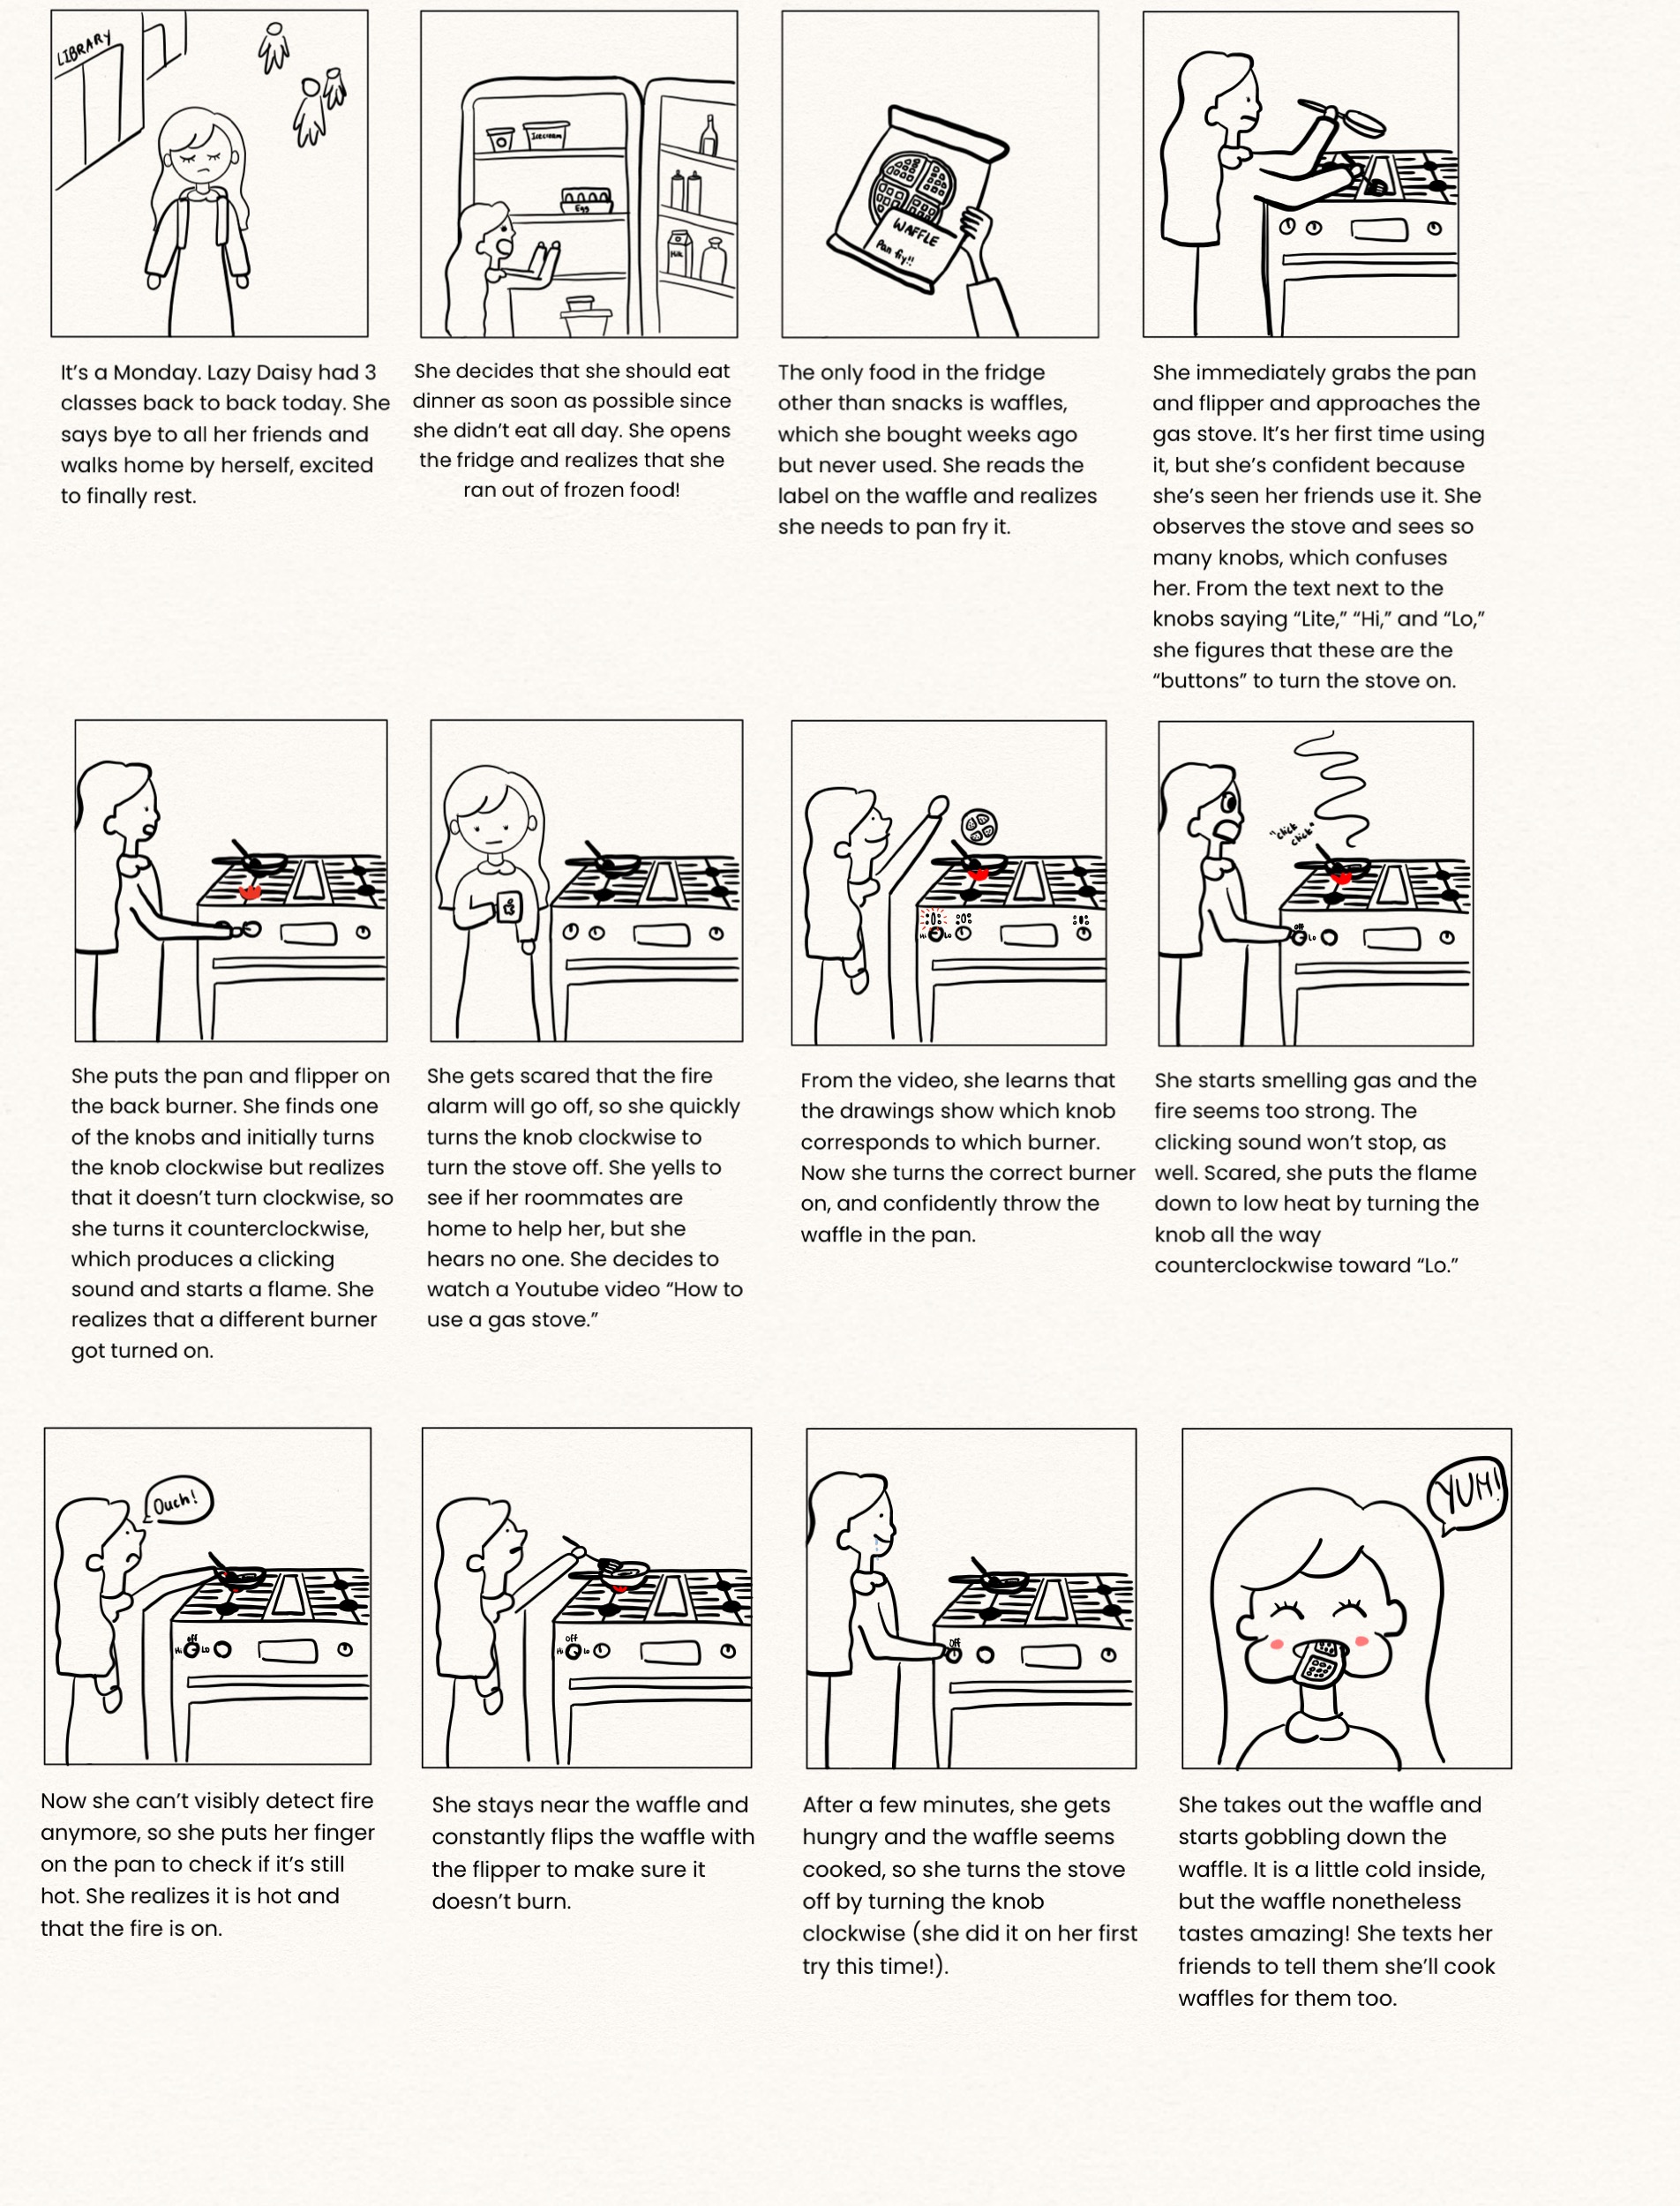 LIBRARY
Icecream
Egg
Milk
WAFFLE
Pan fry!!
It's a Monday. Lazy Daisy had 3
classes back to back today. She
says bye to all her friends and
walks home by herself, excited
to finally rest.
She decides that she should eat
dinner as soon as possible since
she didn't eat all day. She opens
the fridge and realizes that she
ran out of frozen food!
The only food in the fridge
other than snacks is waffles,
which she bought weeks ago
but never used. She reads the
label on the waffle and realizes
she needs to pan fry it.
She immediately grabs the pan
and flipper and approaches the
gas stove. It's her first time using
it, but she's confident because
she's seen her friends use it. She
observes the stove and sees so
many knobs, which confuses
her. From the text next to the
knobs saying “Lite,” “Hi,” and “Lo,”
she figures that these are the
“buttons” to turn the stove on.
Hi Lo
"click
click"
off
Lo
She puts the pan and flipper on
the back burner. She finds one
of the knobs and initially turns
the knob clockwise but realizes
that it doesn't turn clockwise, so
she turns it counterclockwise,
which produces a clicking
sound and starts a flame. She
realizes that a different burner
got turned on.
She gets scared that the fire
alarm will go off, so she quickly
turns the knob clockwise to
turn the stove off. She yells to
see if her roommates are
home to help her, but she
hears no one. She decides to
watch a Youtube video “How to
use a gas stove.”
From the video, she learns that
the drawings show which knob
corresponds to which burner.
Now she turns the correct burner
on, and confidently throw the
waffle in the pan.
She starts smelling gas and the
fire seems too strong. The
clicking sound won't stop, as
well. Scared, she puts the flame
down to low heat by turning the
knob all the way
counterclockwise toward “Lo.”
Ouch!
off
Hi Lo
off
Hi Lo
Off
YUM!
Now she can't visibly detect fire
anymore, so she puts her finger
on the pan to check if it's still
hot. She realizes it is hot and
that the fire is on.
She stays near the waffle and
constantly flips the waffle with
the flipper to make sure it
doesn't burn.
After a few minutes, she gets
hungry and the waffle seems
cooked, so she turns the stove
off by turning the knob
clockwise (she did it on her first
try this time!).
She takes out the waffle and
starts gobbling down the
waffle. It is a little cold inside,
but the waffle nonetheless
tastes amazing! She texts her
friends to tell them she'll cook
waffles for them too.